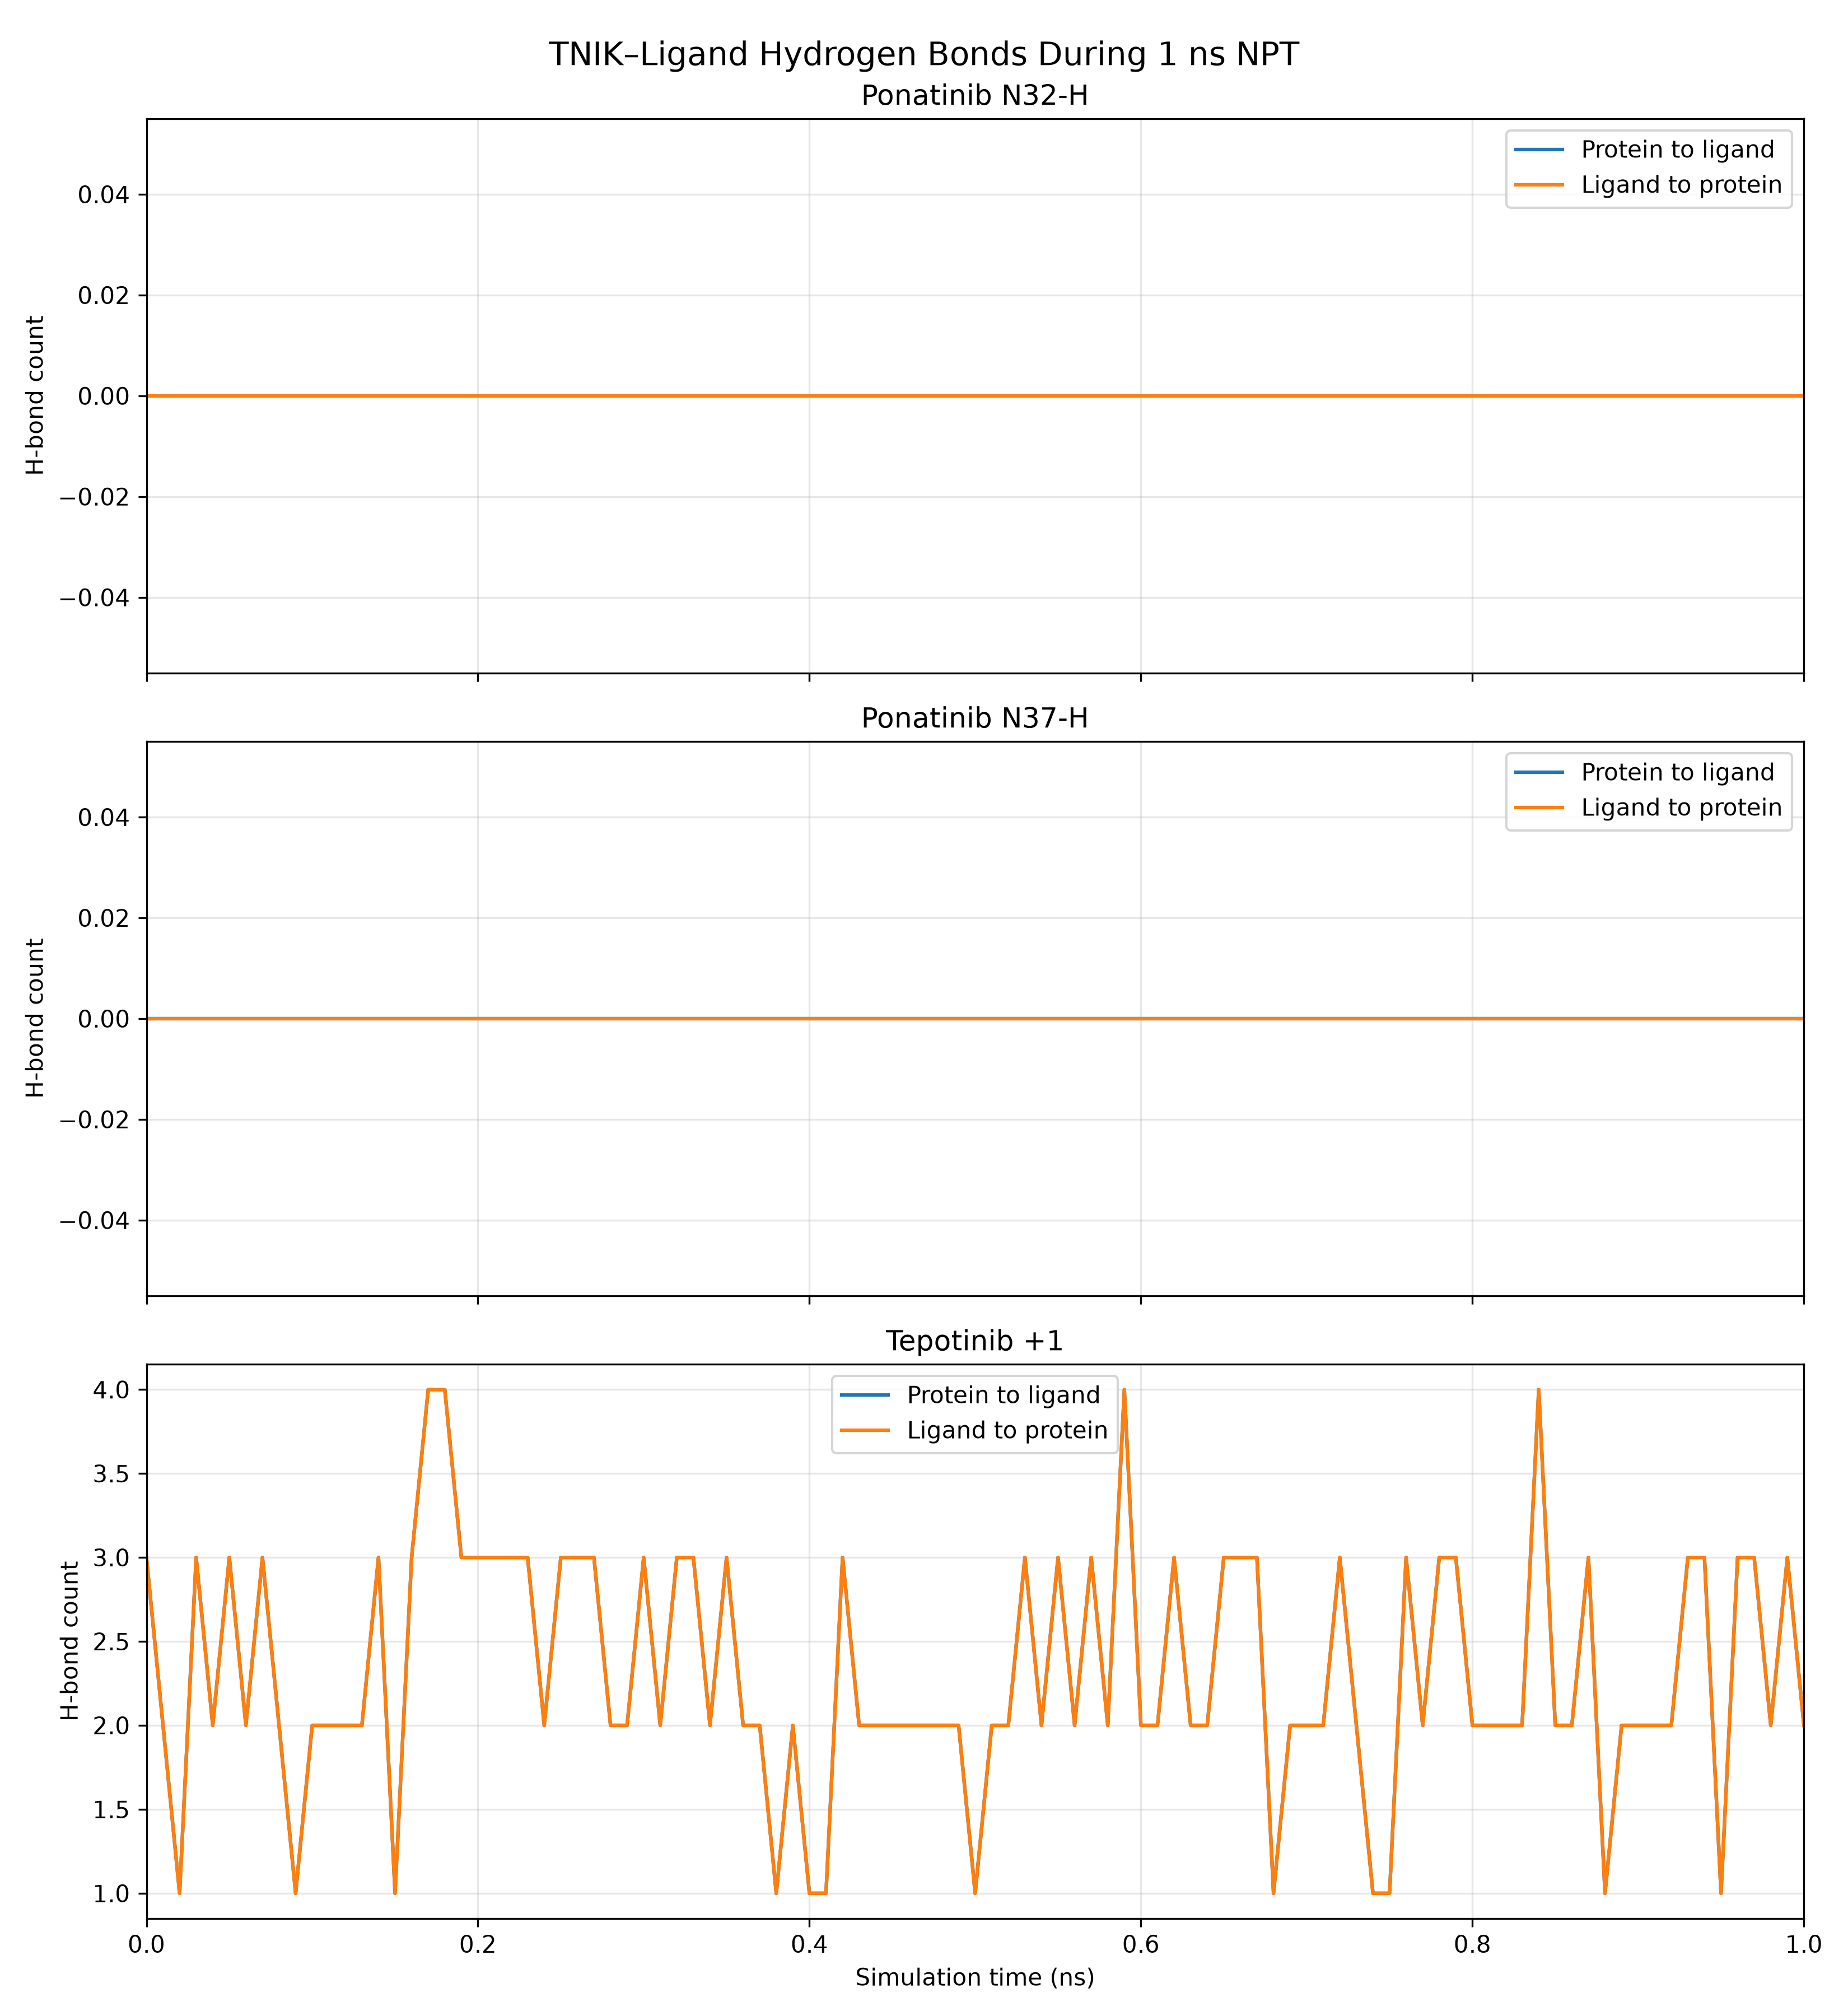 TNIK–Ligand Hydrogen Bonds During 1 ns NPT
Ponatinib N32-H
Protein to ligand
Ligand to protein
0.04
0.02
0.00
−0.02
−0.04
H-bond count
Ponatinib N37-H
Protein to ligand
Ligand to protein
0.04
0.02
0.00
−0.02
−0.04
H-bond count
Tepotinib +1
Protein to ligand
Ligand to protein
4.0
3.5
3.0
2.5
2.0
1.5
1.0
H-bond count
0.0 0.2 0.4 0.6 0.8 1.0
Simulation time (ns)